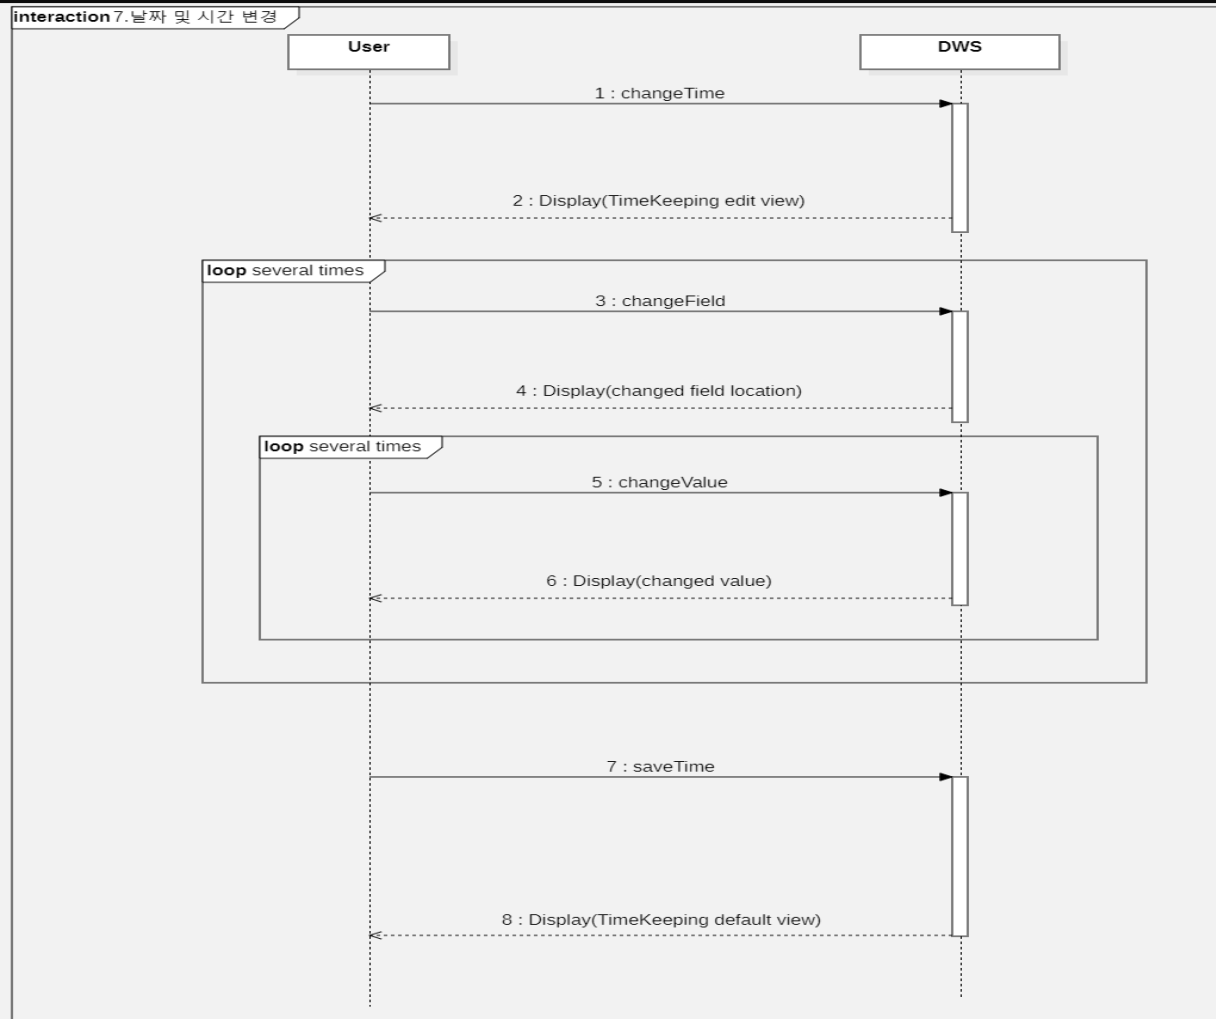 interaction 7.날짜 및 시간 변경
User
DWS
1 : changeTime
2 : Display(TimeKeeping edit view)
loop several times
3 : changeField
4 : Display(changed field location)
loop several times
5 : changeValue
6 : Display(changed value)
7 : saveTime
8 : Display(TimeKeeping default view)